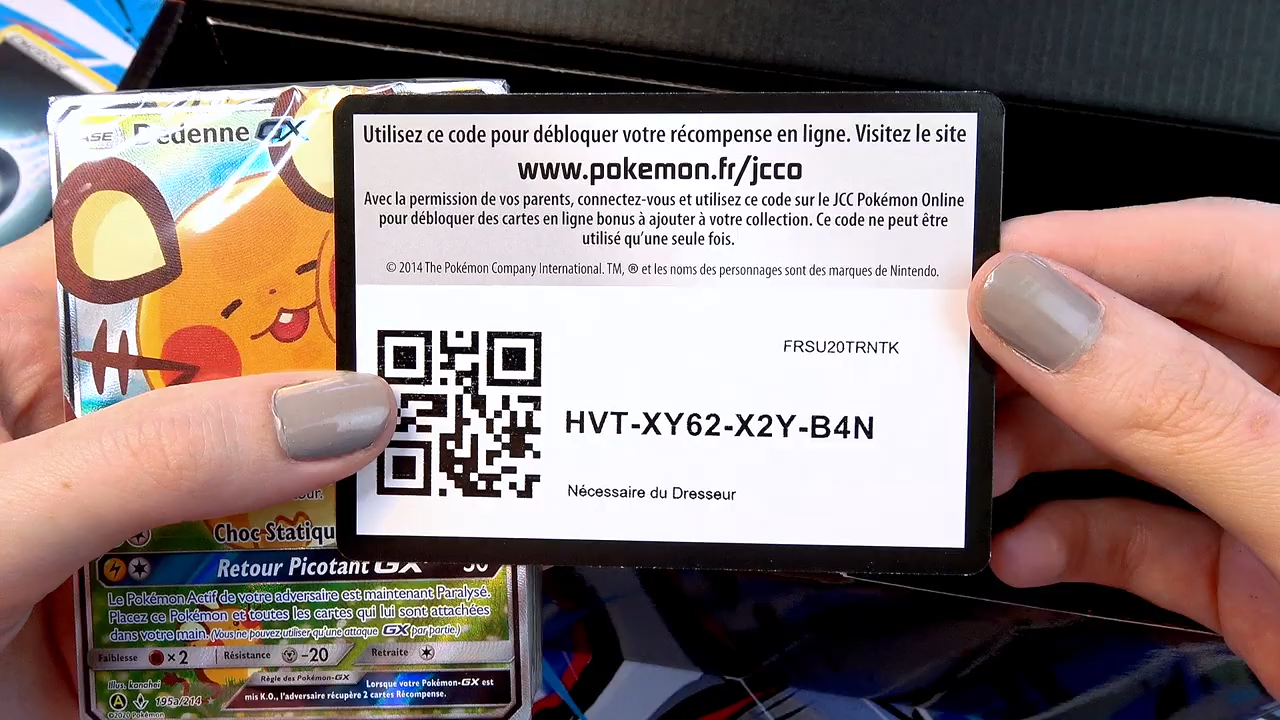 BASE Dedenne GX
Utilisez ce code pour débloquer votre récompense en ligne. Visitez le site
www.pokemon.fr/jcco
Avec la permission de vos parents, connectez-vous et utilisez ce code sur le JCC Pokémon Online
pour débloquer des cartes en ligne bonus à ajouter à votre collection. Ce code ne peut être
utilisé qu'une seule fois.
© 2014 The Pokémon Company International. TM, ® et les noms des personnages sont des marques de Nintendo.
FRSU20TRNTK
HVT-XY62-X2Y-B4N
Nécessaire du Dresseur
Choc Statiqu
Retour Picotant GX 50
Le Pokémon Actif de votre adversaire est maintenant Paralysé.
Placez ce Pokémon et toutes les cartes qui lui sont attachées
dans votre main. (Vous ne pouvez utiliser qu'une attaque GX par partie.)
Faiblesse ×2 Résistance -20 Retraite
Règle des Pokémon-GX Lorsque votre Pokémon-GX est
mis K.O., l'adversaire récupère 2 cartes Récompense.
Illus. kanahei
A 195a/214
©2020 Pokémon